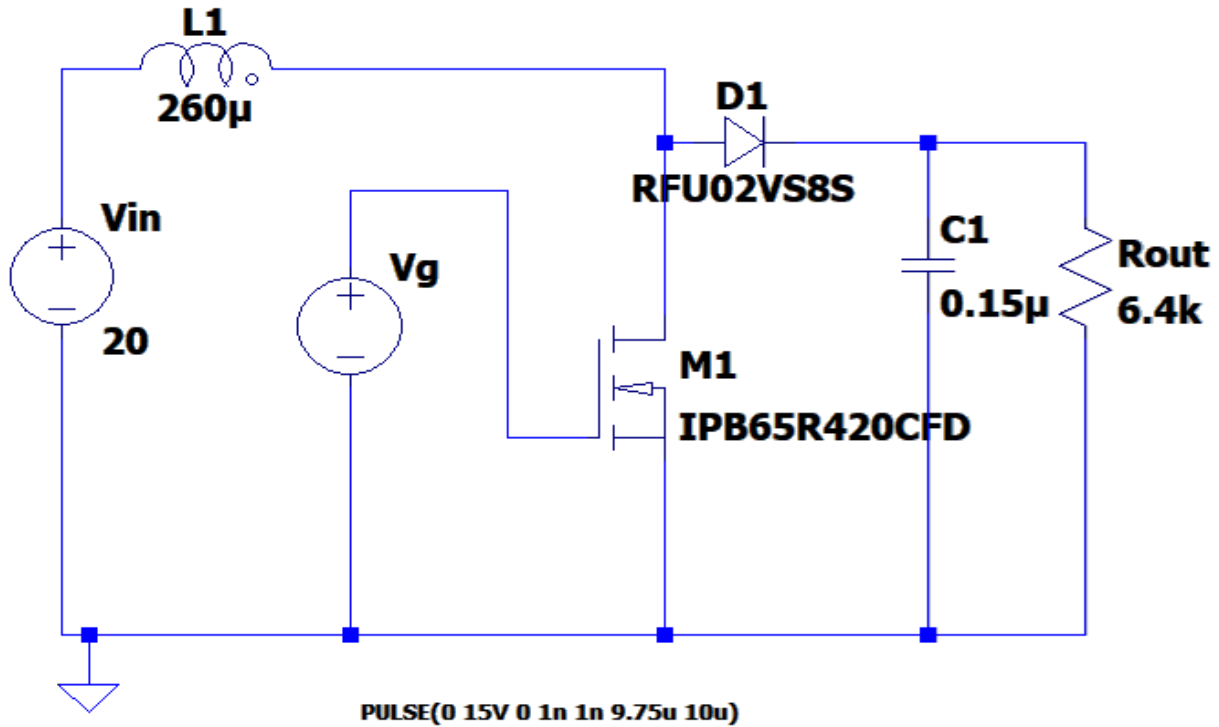 L1
260µ
D1
RFU02VS8S
Vin
20
Vg
C1
0.15µ
Rout
6.4k
M1
IPB65R420CFD
PULSE(0 15V 0 1n 1n 9.75u 10u)